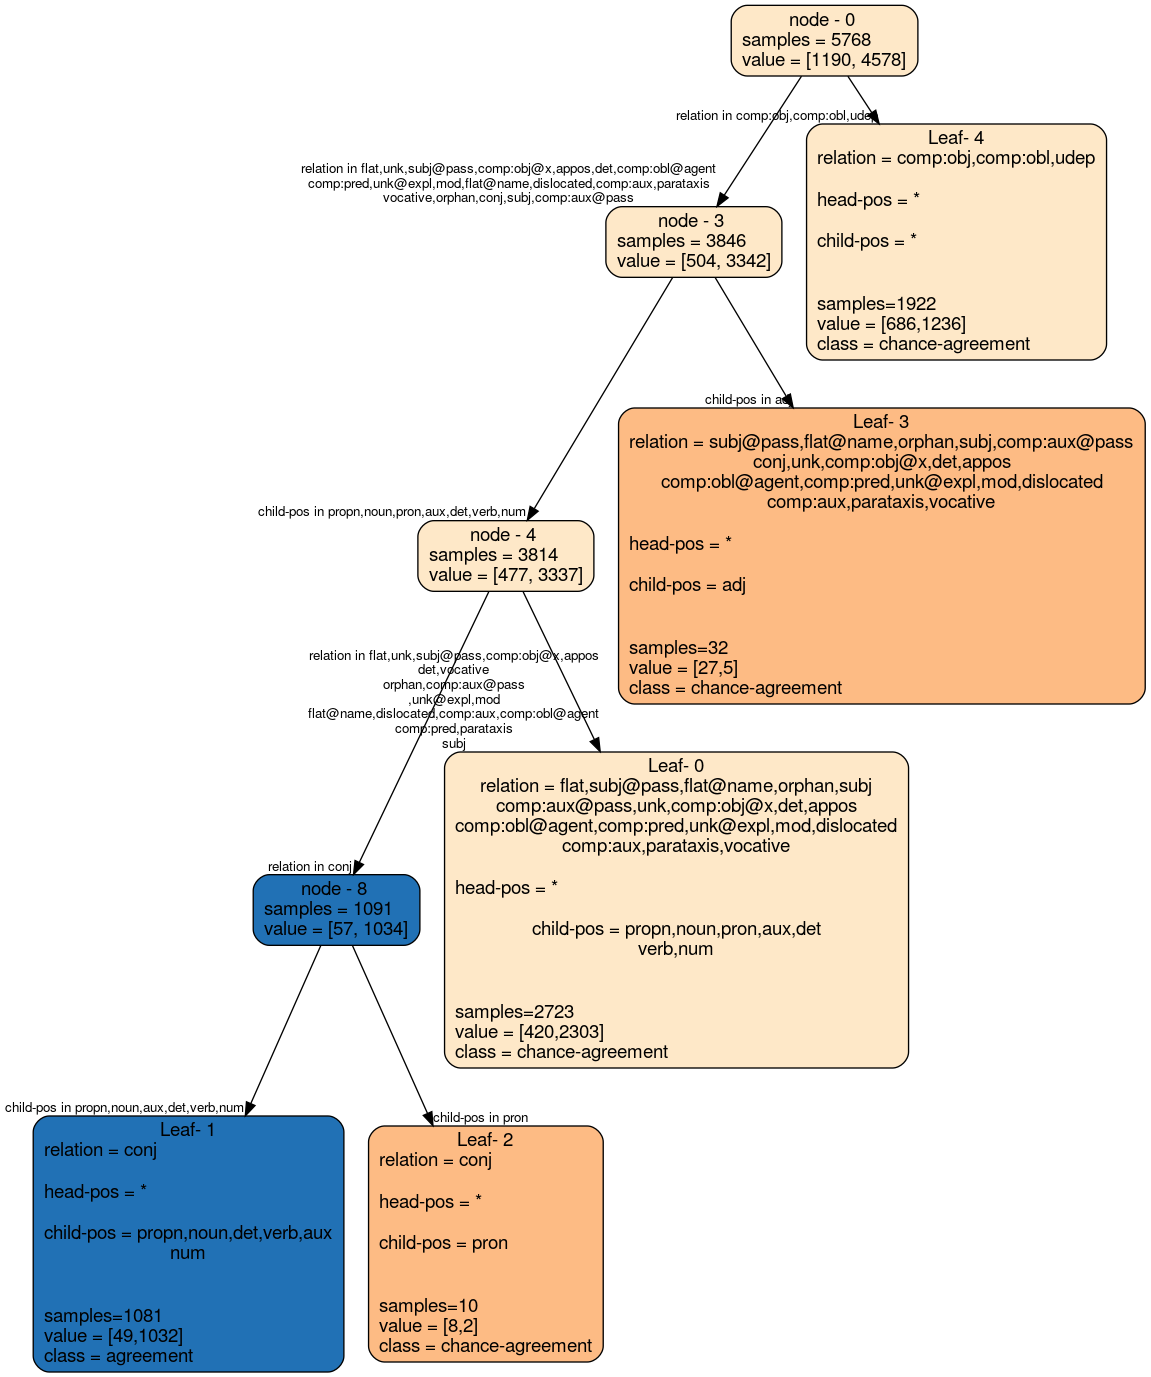 node - 0
samples = 5768
value = [1190, 4578]
relation in comp:obj,comp:obl,udep
Leaf- 4
relation = comp:obj,comp:obl,udep
head-pos = *
child-pos = *
samples=1922
value = [686,1236]
class = chance-agreement
relation in flat,unk,subj@pass,comp:obj@x,appos,det,comp:obl@agent
comp:pred,unk@expl,mod,flat@name,dislocated,comp:aux,parataxis
vocative,orphan,conj,subj,comp:aux@pass
node - 3
samples = 3846
value = [504, 3342]
child-pos in adj
Leaf- 3
relation = subj@pass,flat@name,orphan,subj,comp:aux@pass
conj,unk,comp:obj@x,det,appos
comp:obl@agent,comp:pred,unk@expl,mod,dislocated
comp:aux,parataxis,vocative
head-pos = *
child-pos = adj
samples=32
value = [27,5]
class = chance-agreement
child-pos in propn,noun,pron,aux,det,verb,num
node - 4
samples = 3814
value = [477, 3337]
relation in flat,unk,subj@pass,comp:obj@x,appos
det,vocative
orphan,comp:aux@pass
,unk@expl,mod
flat@name,dislocated,comp:aux,comp:obl@agent
comp:pred,parataxis
subj
Leaf- 0
relation = flat,subj@pass,flat@name,orphan,subj
comp:aux@pass,unk,comp:obj@x,det,appos
comp:obl@agent,comp:pred,unk@expl,mod,dislocated
comp:aux,parataxis,vocative
head-pos = *
child-pos = propn,noun,pron,aux,det
verb,num
samples=2723
value = [420,2303]
class = chance-agreement
relation in conj
node - 8
samples = 1091
value = [57, 1034]
child-pos in propn,noun,aux,det,verb,num
Leaf- 1
relation = conj
head-pos = *
child-pos = propn,noun,det,verb,aux
num
samples=1081
value = [49,1032]
class = agreement
child-pos in pron
Leaf- 2
relation = conj
head-pos = *
child-pos = pron
samples=10
value = [8,2]
class = chance-agreement